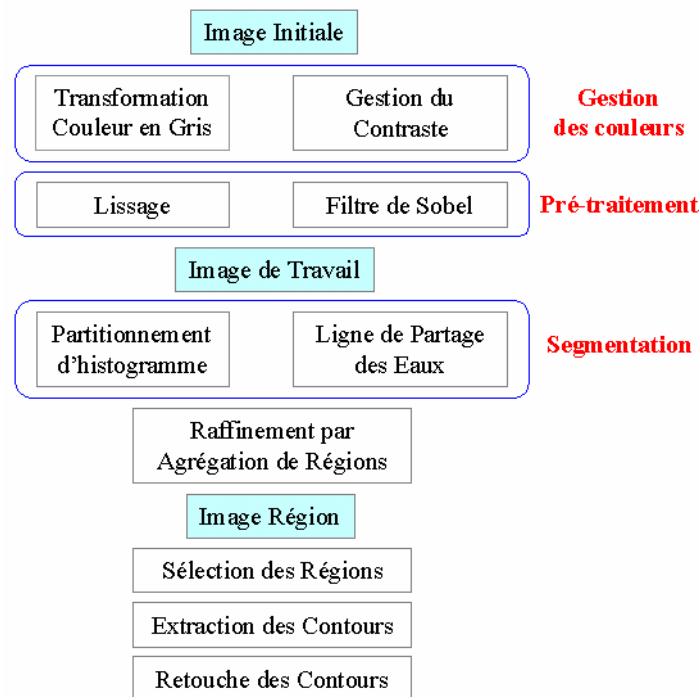 Image Initiale
Transformation
Couleur en Gris
Gestion du
Contraste
Gestion
des couleurs
Lissage
Filtre de Sobel
Pré-traitement
Image de Travail
Partitionnement
d’histogramme
Ligne de Partage
des Eaux
Segmentation
Raffinement par
Agrégation de Régions
Image Région
Sélection des Régions
Extraction des Contours
Retouche des Contours